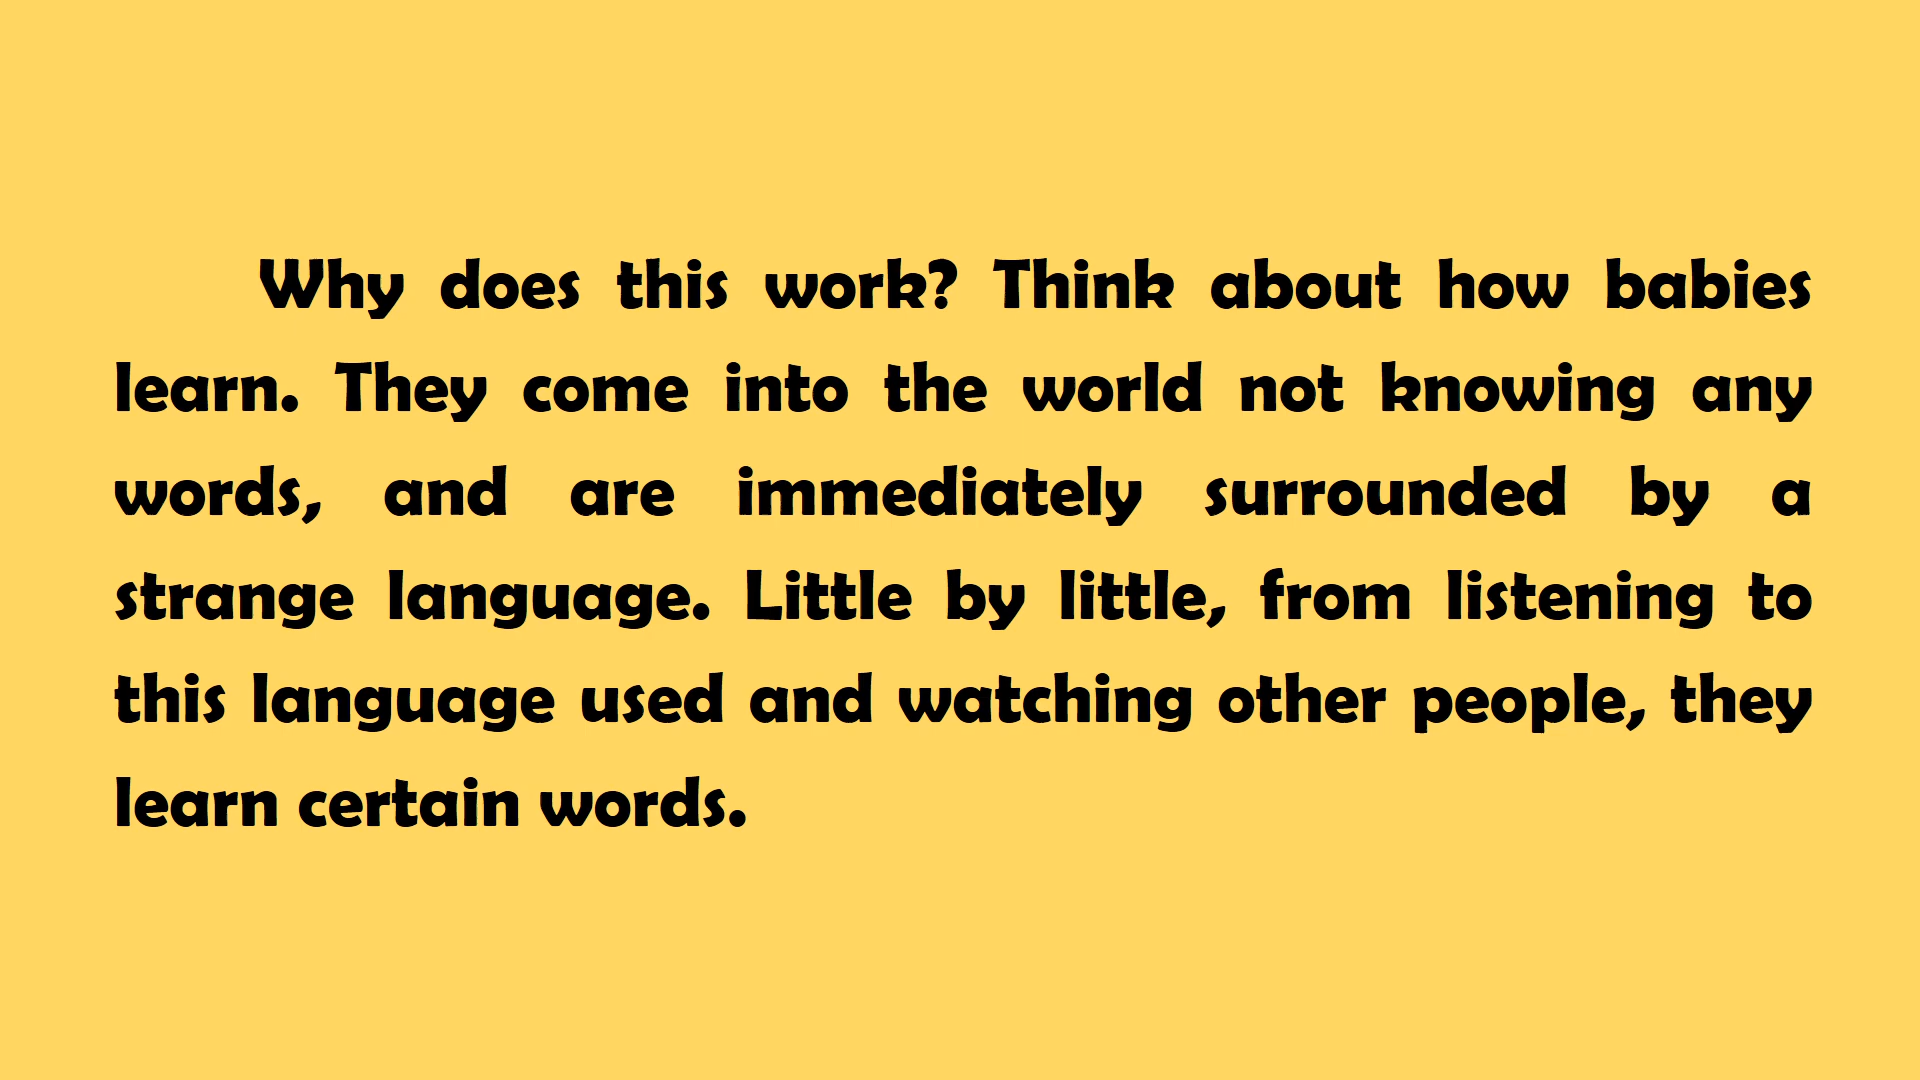 Why does this work? Think about how babies
learn. They come into the world not knowing any
words, and are immediately surrounded by a
strange language. Little by little, from listening to
this language used and watching other people, they
learn certain words.